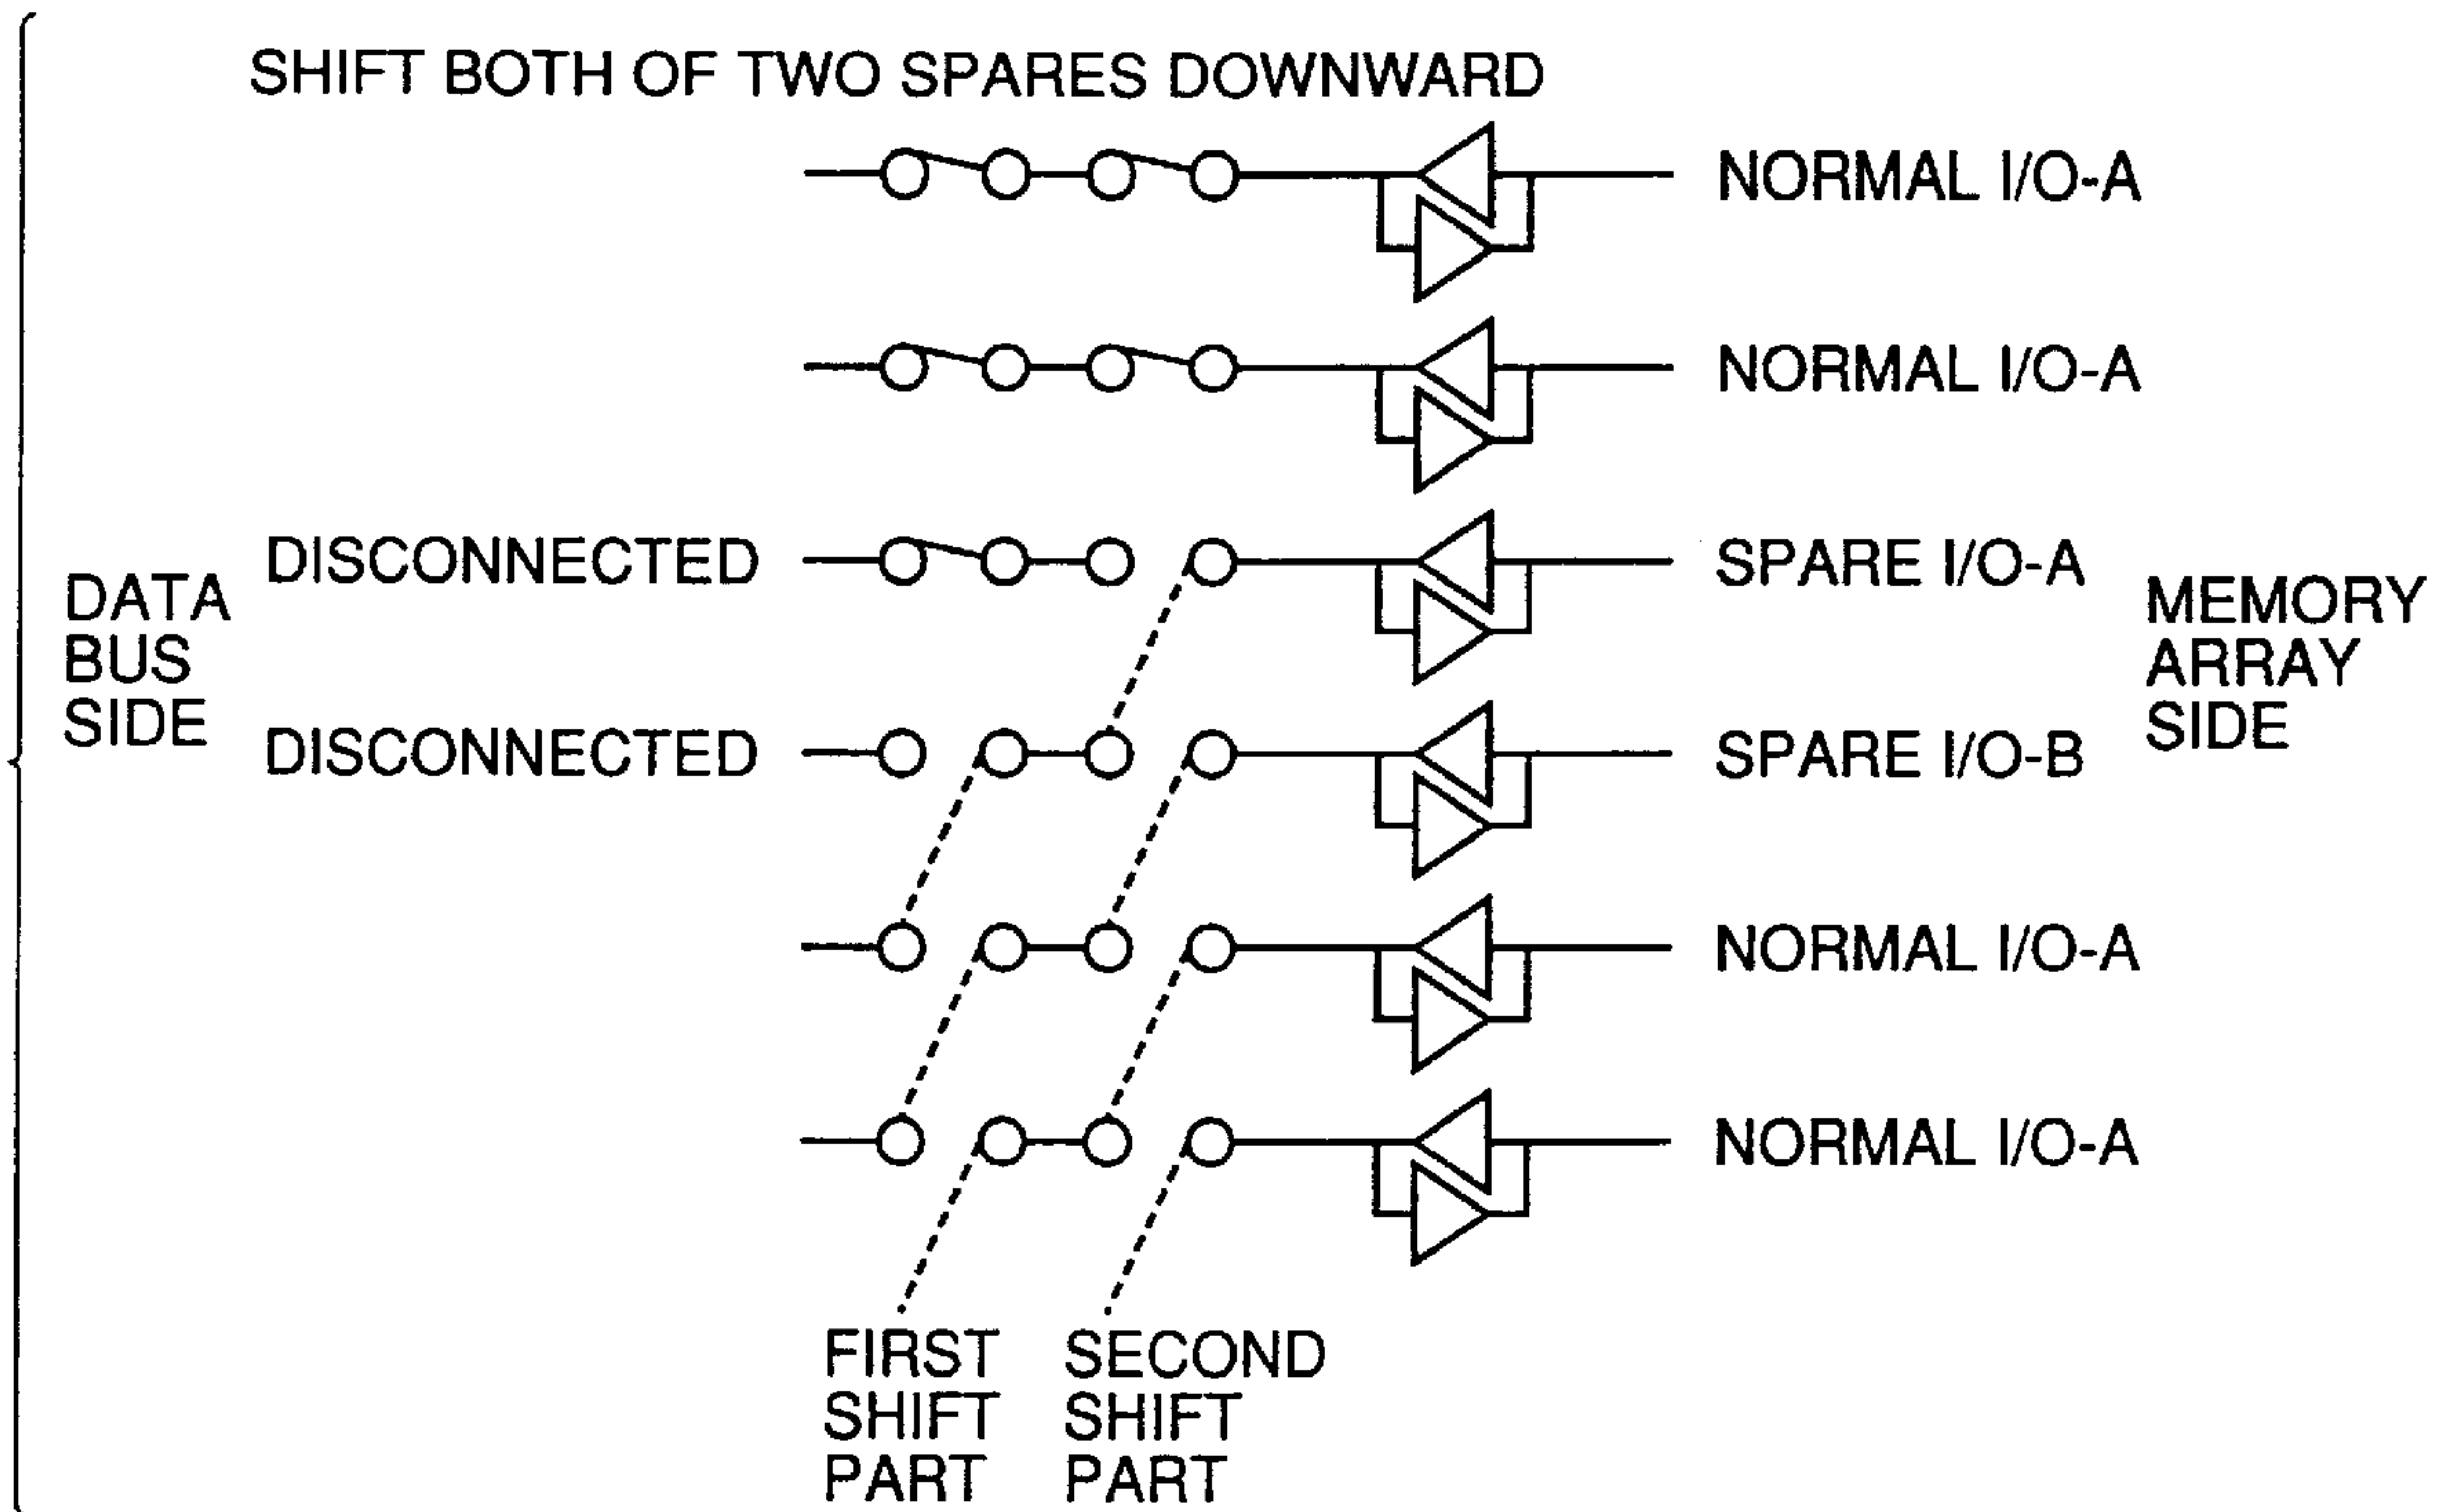 SHIFT BOTH OF TWO SPARES DOWNWARD
NORMAL I/O-A
NORMAL I/O-A
DISCONNECTED
SPARE I/O-A
DATA
BUS
SIDE
MEMORY
ARRAY
SIDE
DISCONNECTED
SPARE I/O-B
NORMAL I/O-A
NORMAL I/O-A
FIRST
SHIFT
PART
SECOND
SHIFT
PART